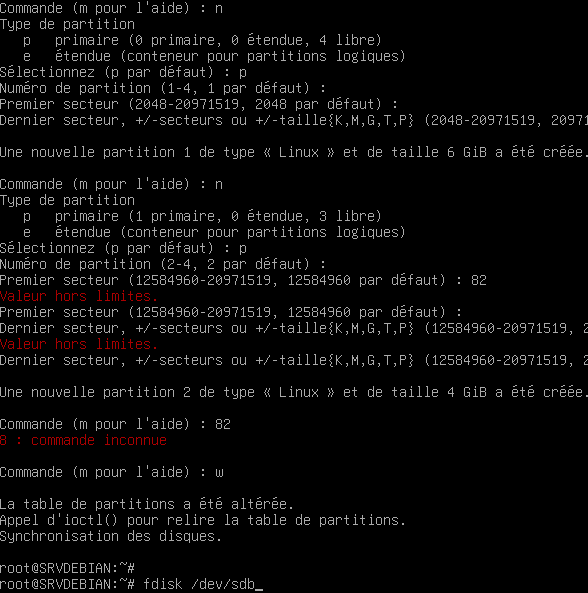 Commande (m pour l'aide) : n
Type de partition
   p   primaire (0 primaire, 0 étendue, 4 libre)
   e   étendue (conteneur pour partitions logiques)
Sélectionnez (p par défaut) : p
Numéro de partition (1-4, 1 par défaut) :
Premier secteur (2048-20971519, 2048 par défaut) :
Dernier secteur, +/-secteurs ou +/-taille{K,M,G,T,P} (2048-20971519, 20971
Une nouvelle partition 1 de type « Linux » et de taille 6 GiB a été créée.
Commande (m pour l'aide) : n
Type de partition
   p   primaire (1 primaire, 0 étendue, 3 libre)
   e   étendue (conteneur pour partitions logiques)
Sélectionnez (p par défaut) : p
Numéro de partition (2-4, 2 par défaut) :
Premier secteur (12584960-20971519, 12584960 par défaut) : 82
Valeur hors limites.
Premier secteur (12584960-20971519, 12584960 par défaut) :
Dernier secteur, +/-secteurs ou +/-taille{K,M,G,T,P} (12584960-20971519, 2
Valeur hors limites.
Dernier secteur, +/-secteurs ou +/-taille{K,M,G,T,P} (12584960-20971519, 2
Une nouvelle partition 2 de type « Linux » et de taille 4 GiB a été créée.
Commande (m pour l'aide) : 82
8 : commande inconnue
Commande (m pour l'aide) : w
La table de partitions a été altérée.
Appel d'ioctl() pour relire la table de partitions.
Synchronisation des disques.
root@SRVDEBIAN:~#
root@SRVDEBIAN:~# fdisk /dev/sdb_